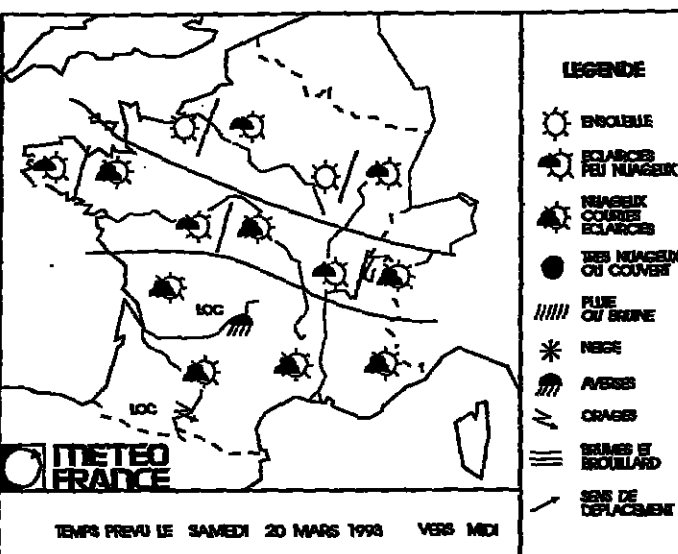 LEGENDE
ENSOLEILLE
ECLAIRCIES
PEU NUAGEUX
NUAGEUX
COURTES
ECLAIRCIES
TRES NUAGEUX
OU COUVERT
PLUIE
OU BRUINE
NEIGE
AVERSES
ORAGES
BRUMES ET
BROUILLARD
SENS DE
DEPLACEMENT
LOC
LOC
METEO
FRANCE
TEMPS PREVU LE SAMEDI 20 MARS 1993 VERS MIDI